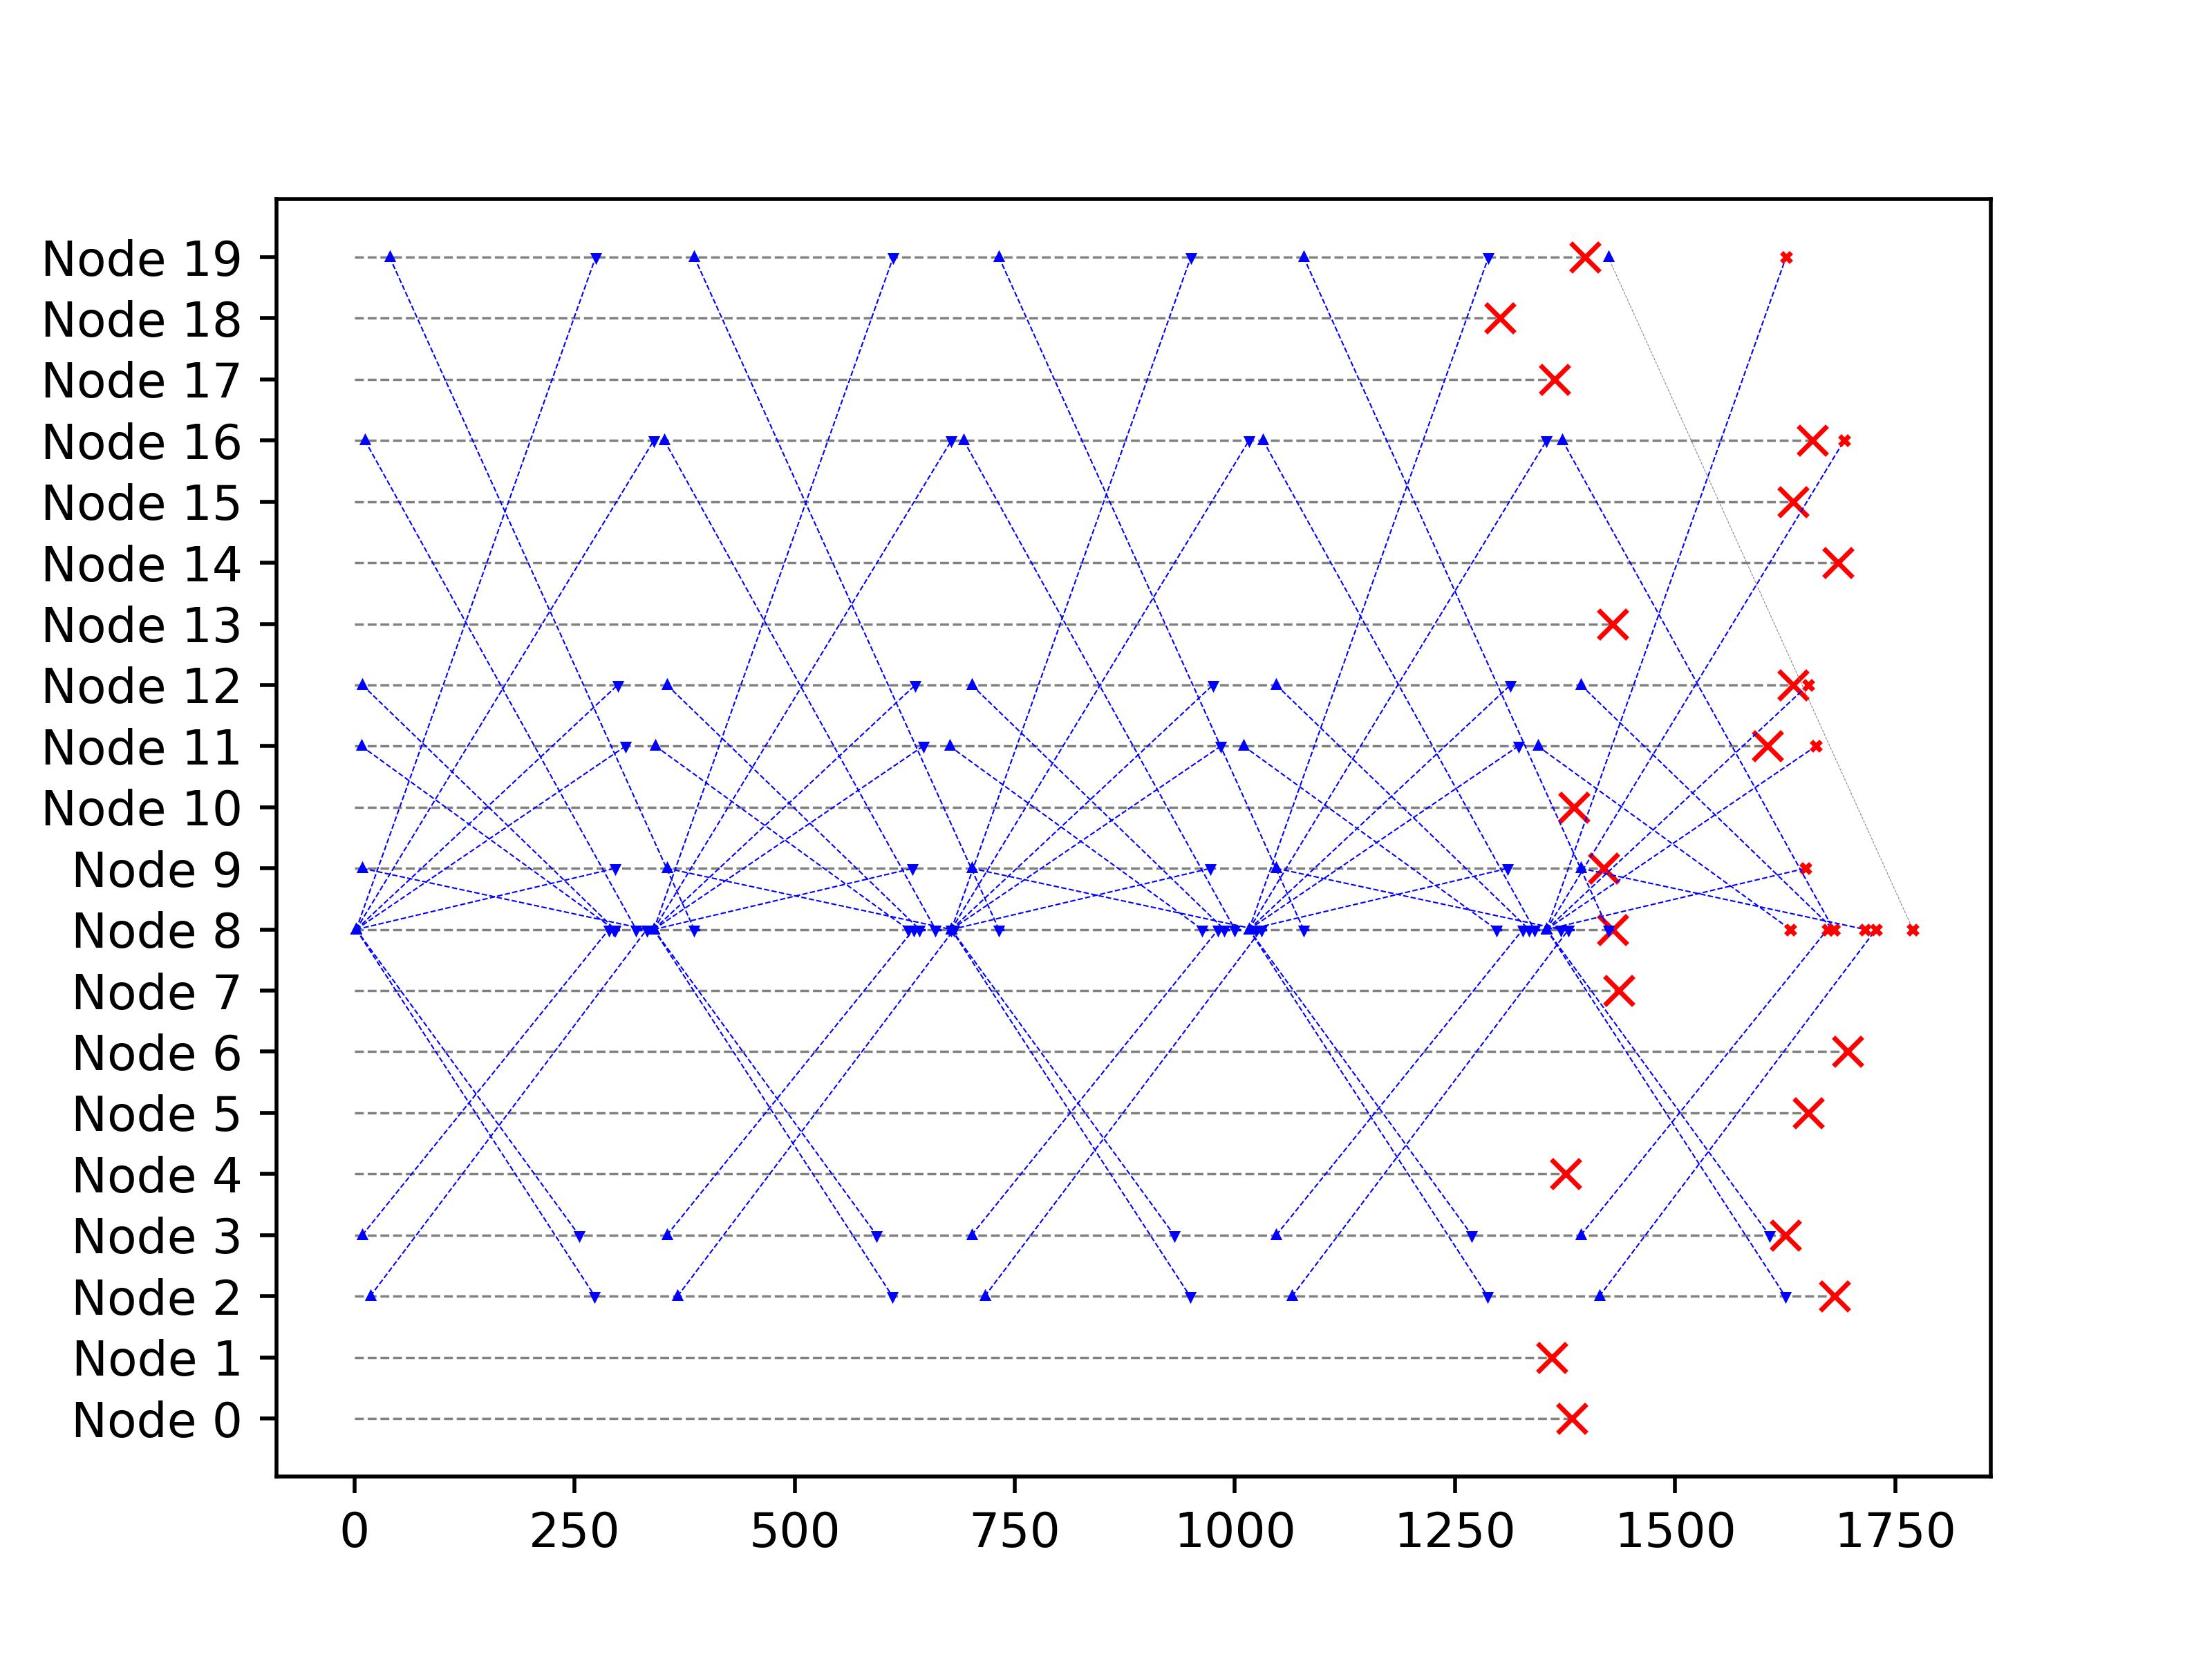 Node 19
Node 18
Node 17
Node 16
Node 15
Node 14
Node 13
Node 12
Node 11
Node 10
Node 9
Node 8
Node 7
Node 6
Node 5
Node 4
Node 3
Node 2
Node 1
Node 0
0 250 500 750 1000 1250 1500 1750